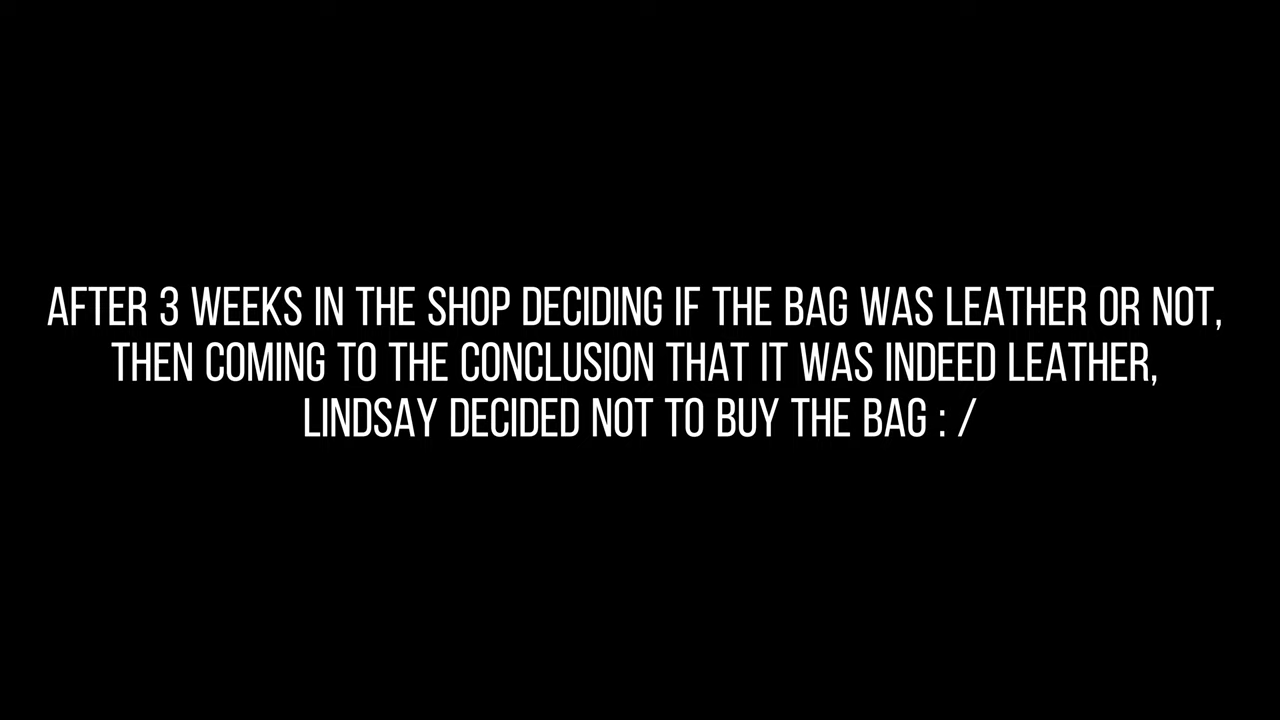 AFTER 3 WEEKS IN THE SHOP DECIDING IF THE BAG WAS LEATHER OR NOT,
THEN COMING TO THE CONCLUSION THAT IT WAS INDEED LEATHER,
LINDSAY DECIDED NOT TO BUY THE BAG : /